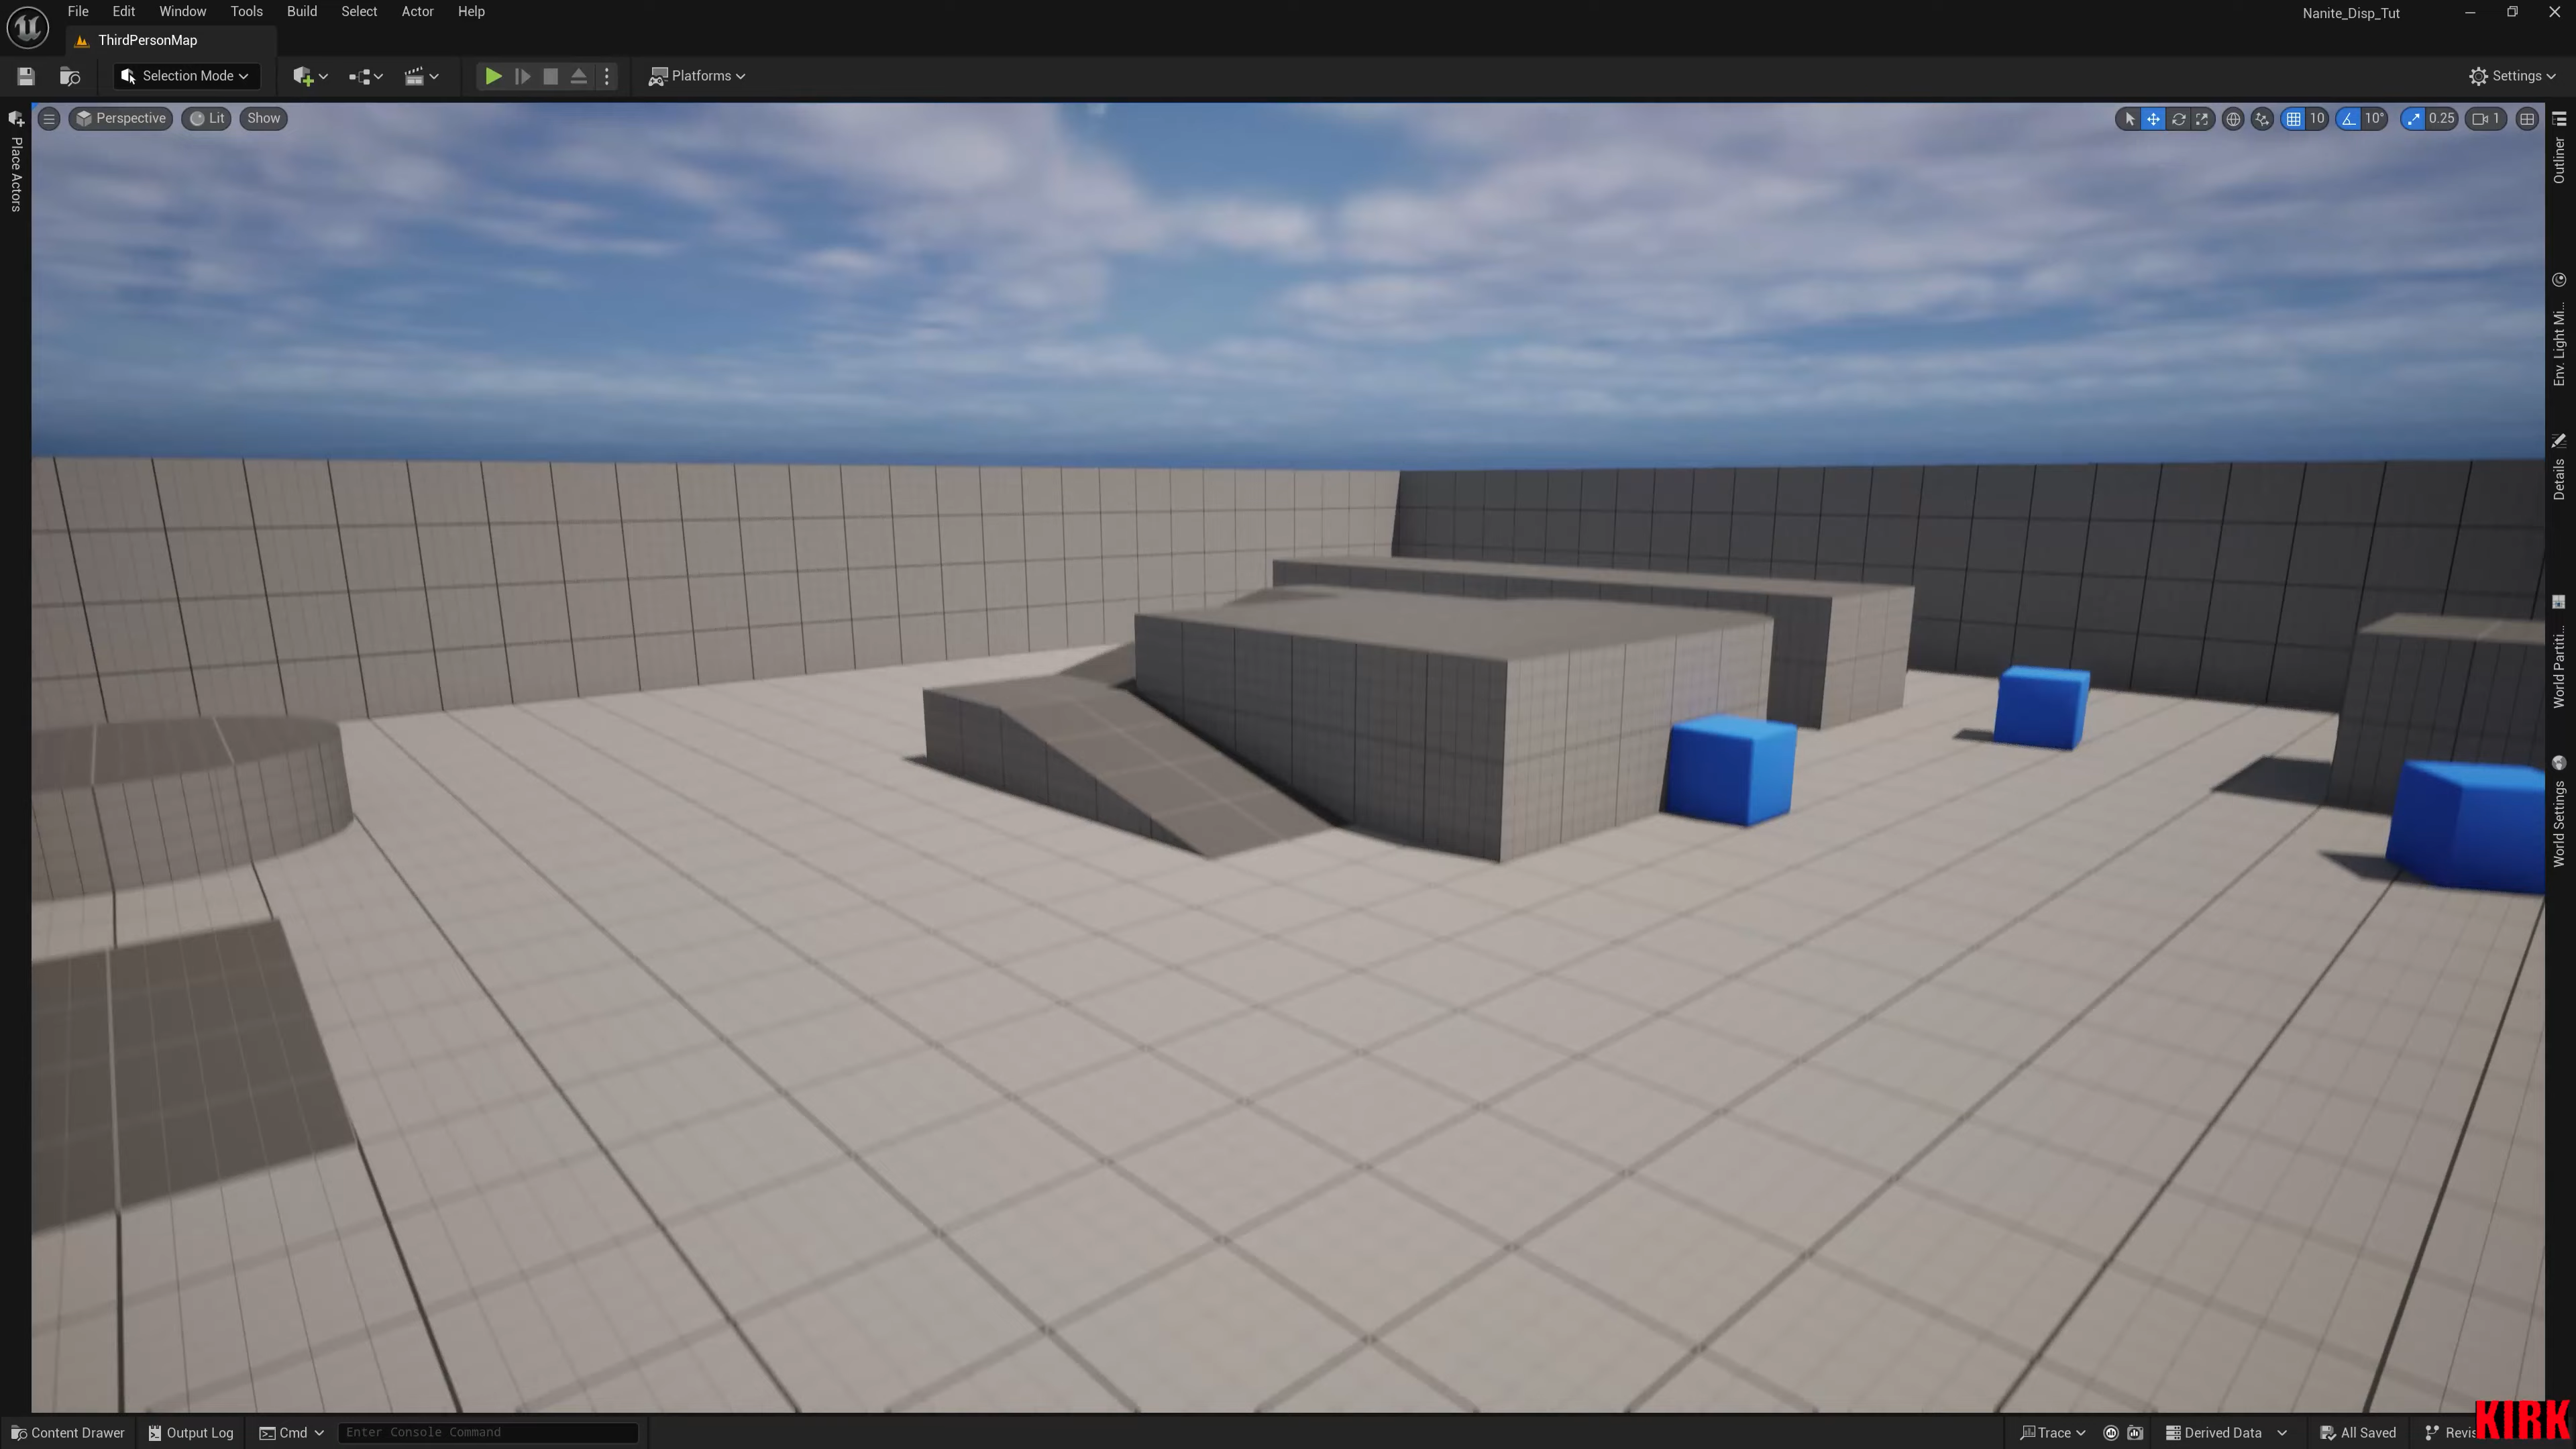 File Edit Window Tools Build Select Actor Help
Nanite_Disp_Tut
ThirdPersonMap
Selection Mode
Platforms
Settings
Perspective Lit Show
10 10° 0.25 1
Place Actors
Outliner
Env. Light Mi...
Details
World Partiti...
World Settings
Content Drawer Output Log Cmd Enter Console Command
Trace Derived Data All Saved Revis
KIRK